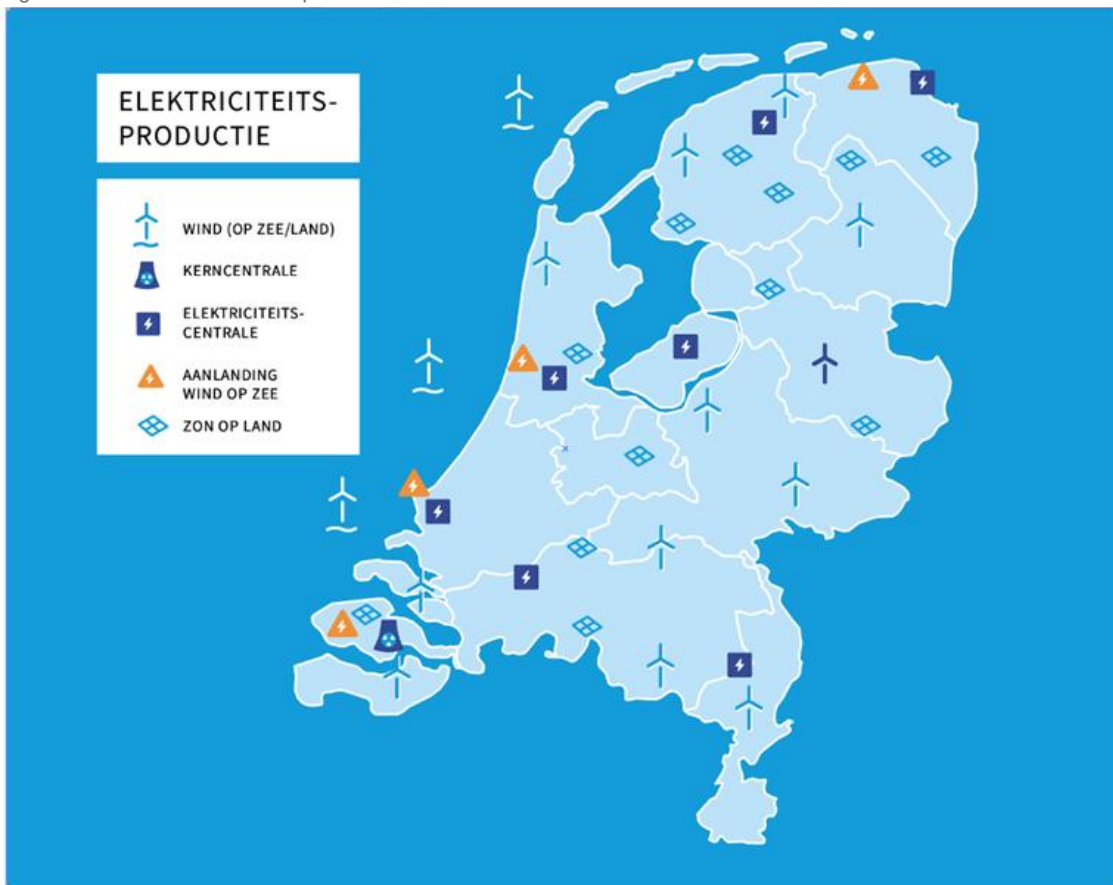 ELEKTRICITEITS-
PRODUCTIE
WIND (OP ZEE/LAND)
KERNCENTRALE
ELEKTRICITEITS-
CENTRALE
AANLANDING
WIND OP ZEE
ZON OP LAND